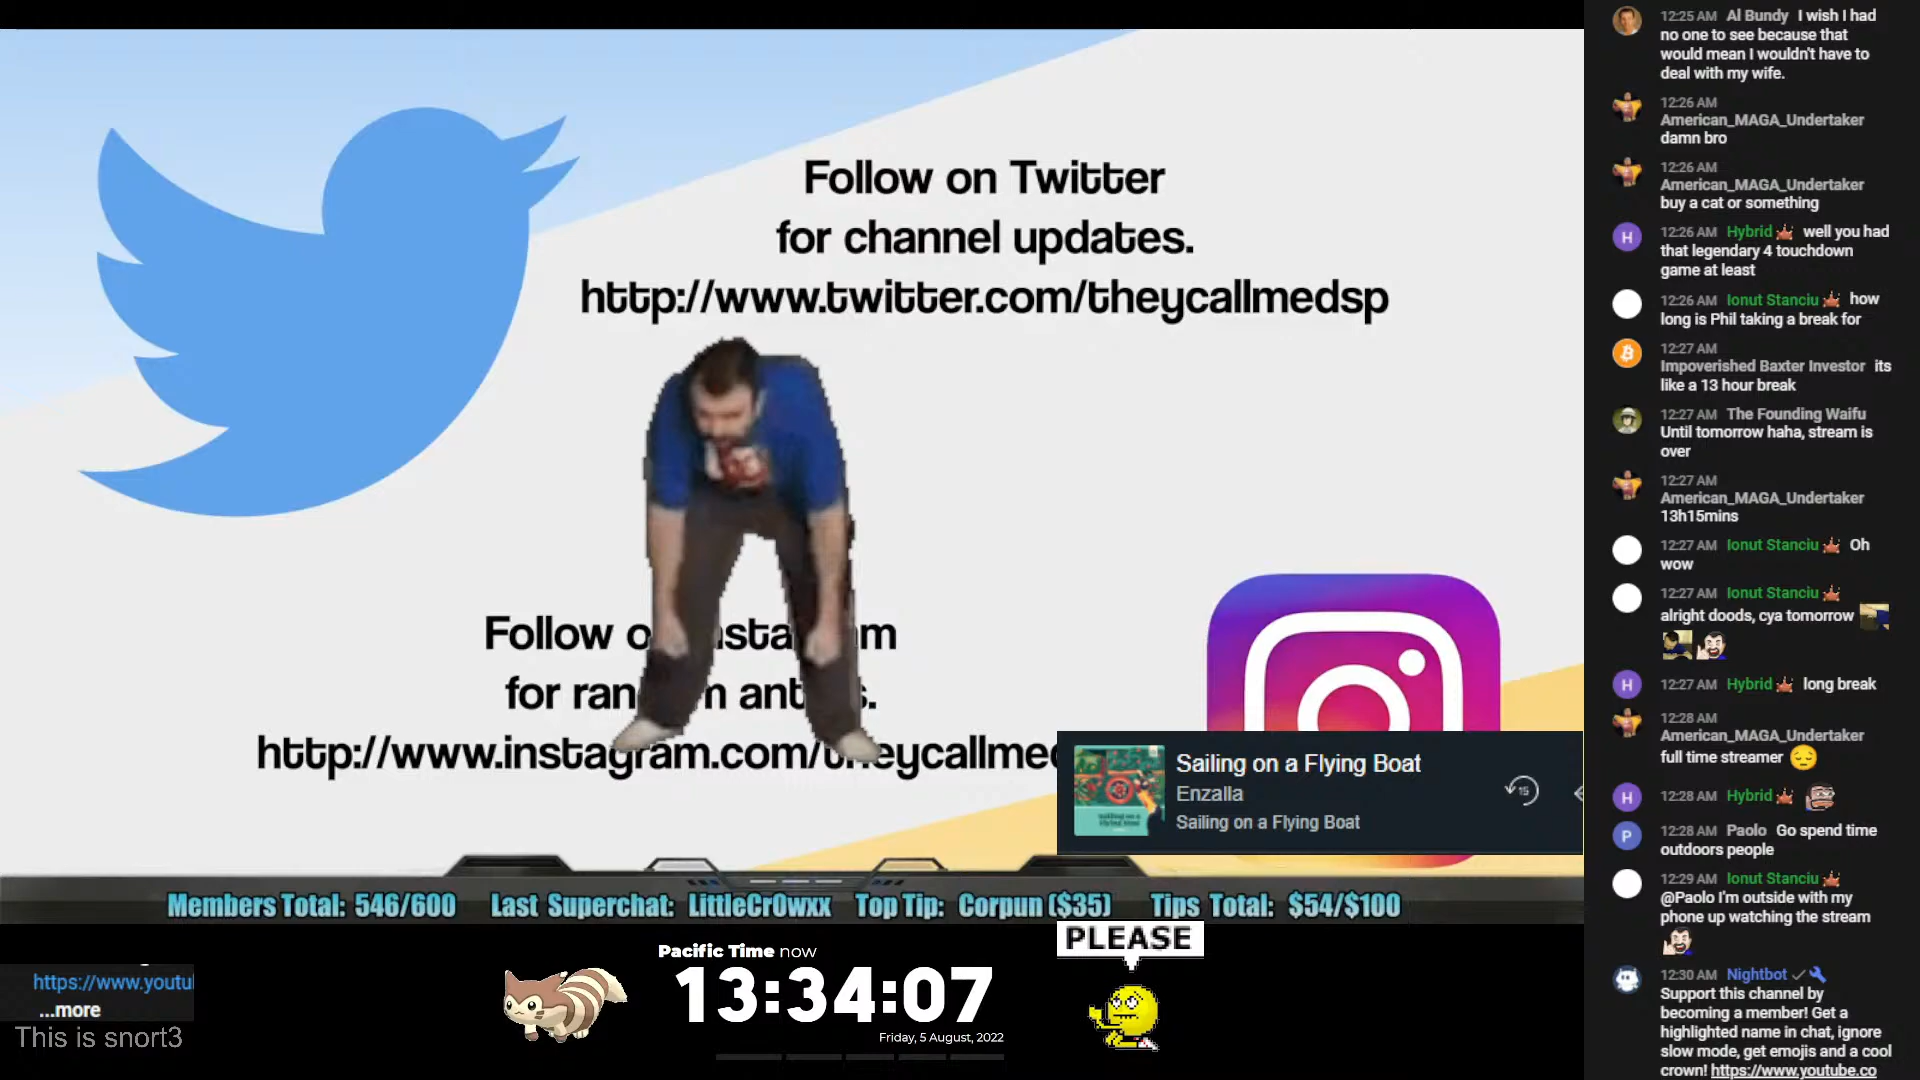 Follow on Twitter
for channel updates.
http://www.twitter.com/theycallmedsp
Follow o nsta m
for ran m ant s.
http://www.instagram.com/theycallmed
Sailing on a Flying Boat
Enzalla
Sailing on a Flying Boat
15
Members Total: 546/600 Last Superchat: LittleCr0wxx Top Tip: Corpun ($35) Tips Total: $54/$100
PLEASE
Pacific Time now
13:34:07
Friday, 5 August, 2022
https://www.youtu
...more
This is snort3
12:25 AM Al Bundy I wish I had
no one to see because that
would mean I wouldn't have to
deal with my wife.
12:26 AM
American_MAGA_Undertaker
damn bro
12:26 AM
American_MAGA_Undertaker
buy a cat or something
H 12:26 AM Hybrid well you had
that legendary 4 touchdown
game at least
12:26 AM Ionut Stanciu how
long is Phil taking a break for
12:27 AM
Impoverished Baxter Investor its
like a 13 hour break
12:27 AM The Founding Waifu
Until tomorrow haha, stream is
over
12:27 AM
American_MAGA_Undertaker
13h15mins
12:27 AM Ionut Stanciu Oh
wow
12:27 AM Ionut Stanciu
alright doods, cya tomorrow
H 12:27 AM Hybrid long break
12:28 AM
American_MAGA_Undertaker
full time streamer
H 12:28 AM Hybrid
P 12:28 AM Paolo Go spend time
outdoors people
12:29 AM Ionut Stanciu
@Paolo I'm outside with my
phone up watching the stream
12:30 AM Nightbot
Support this channel by
becoming a member! Get a
highlighted name in chat, ignore
slow mode, get emojis and a cool
crown! https://www.youtube.co